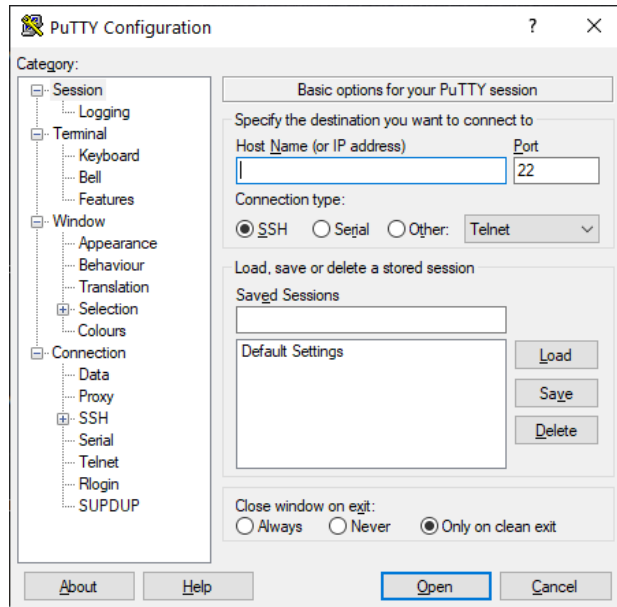 PuTTY Configuration
?
Category:
Session
Logging
Terminal
Keyboard
Bell
Features
Window
Appearance
Behaviour
Translation
Selection
Colours
Connection
Data
Proxy
SSH
Serial
Telnet
Rlogin
SUPDUP
Basic options for your PuTTY session
Specify the destination you want to connect to
Host Name (or IP address) Port
22
Connection type:
SSH Serial Other: Telnet
Load, save or delete a stored session
Saved Sessions
Default Settings
Load
Save
Delete
Close window on exit:
Always Never Only on clean exit
About Help Open Cancel